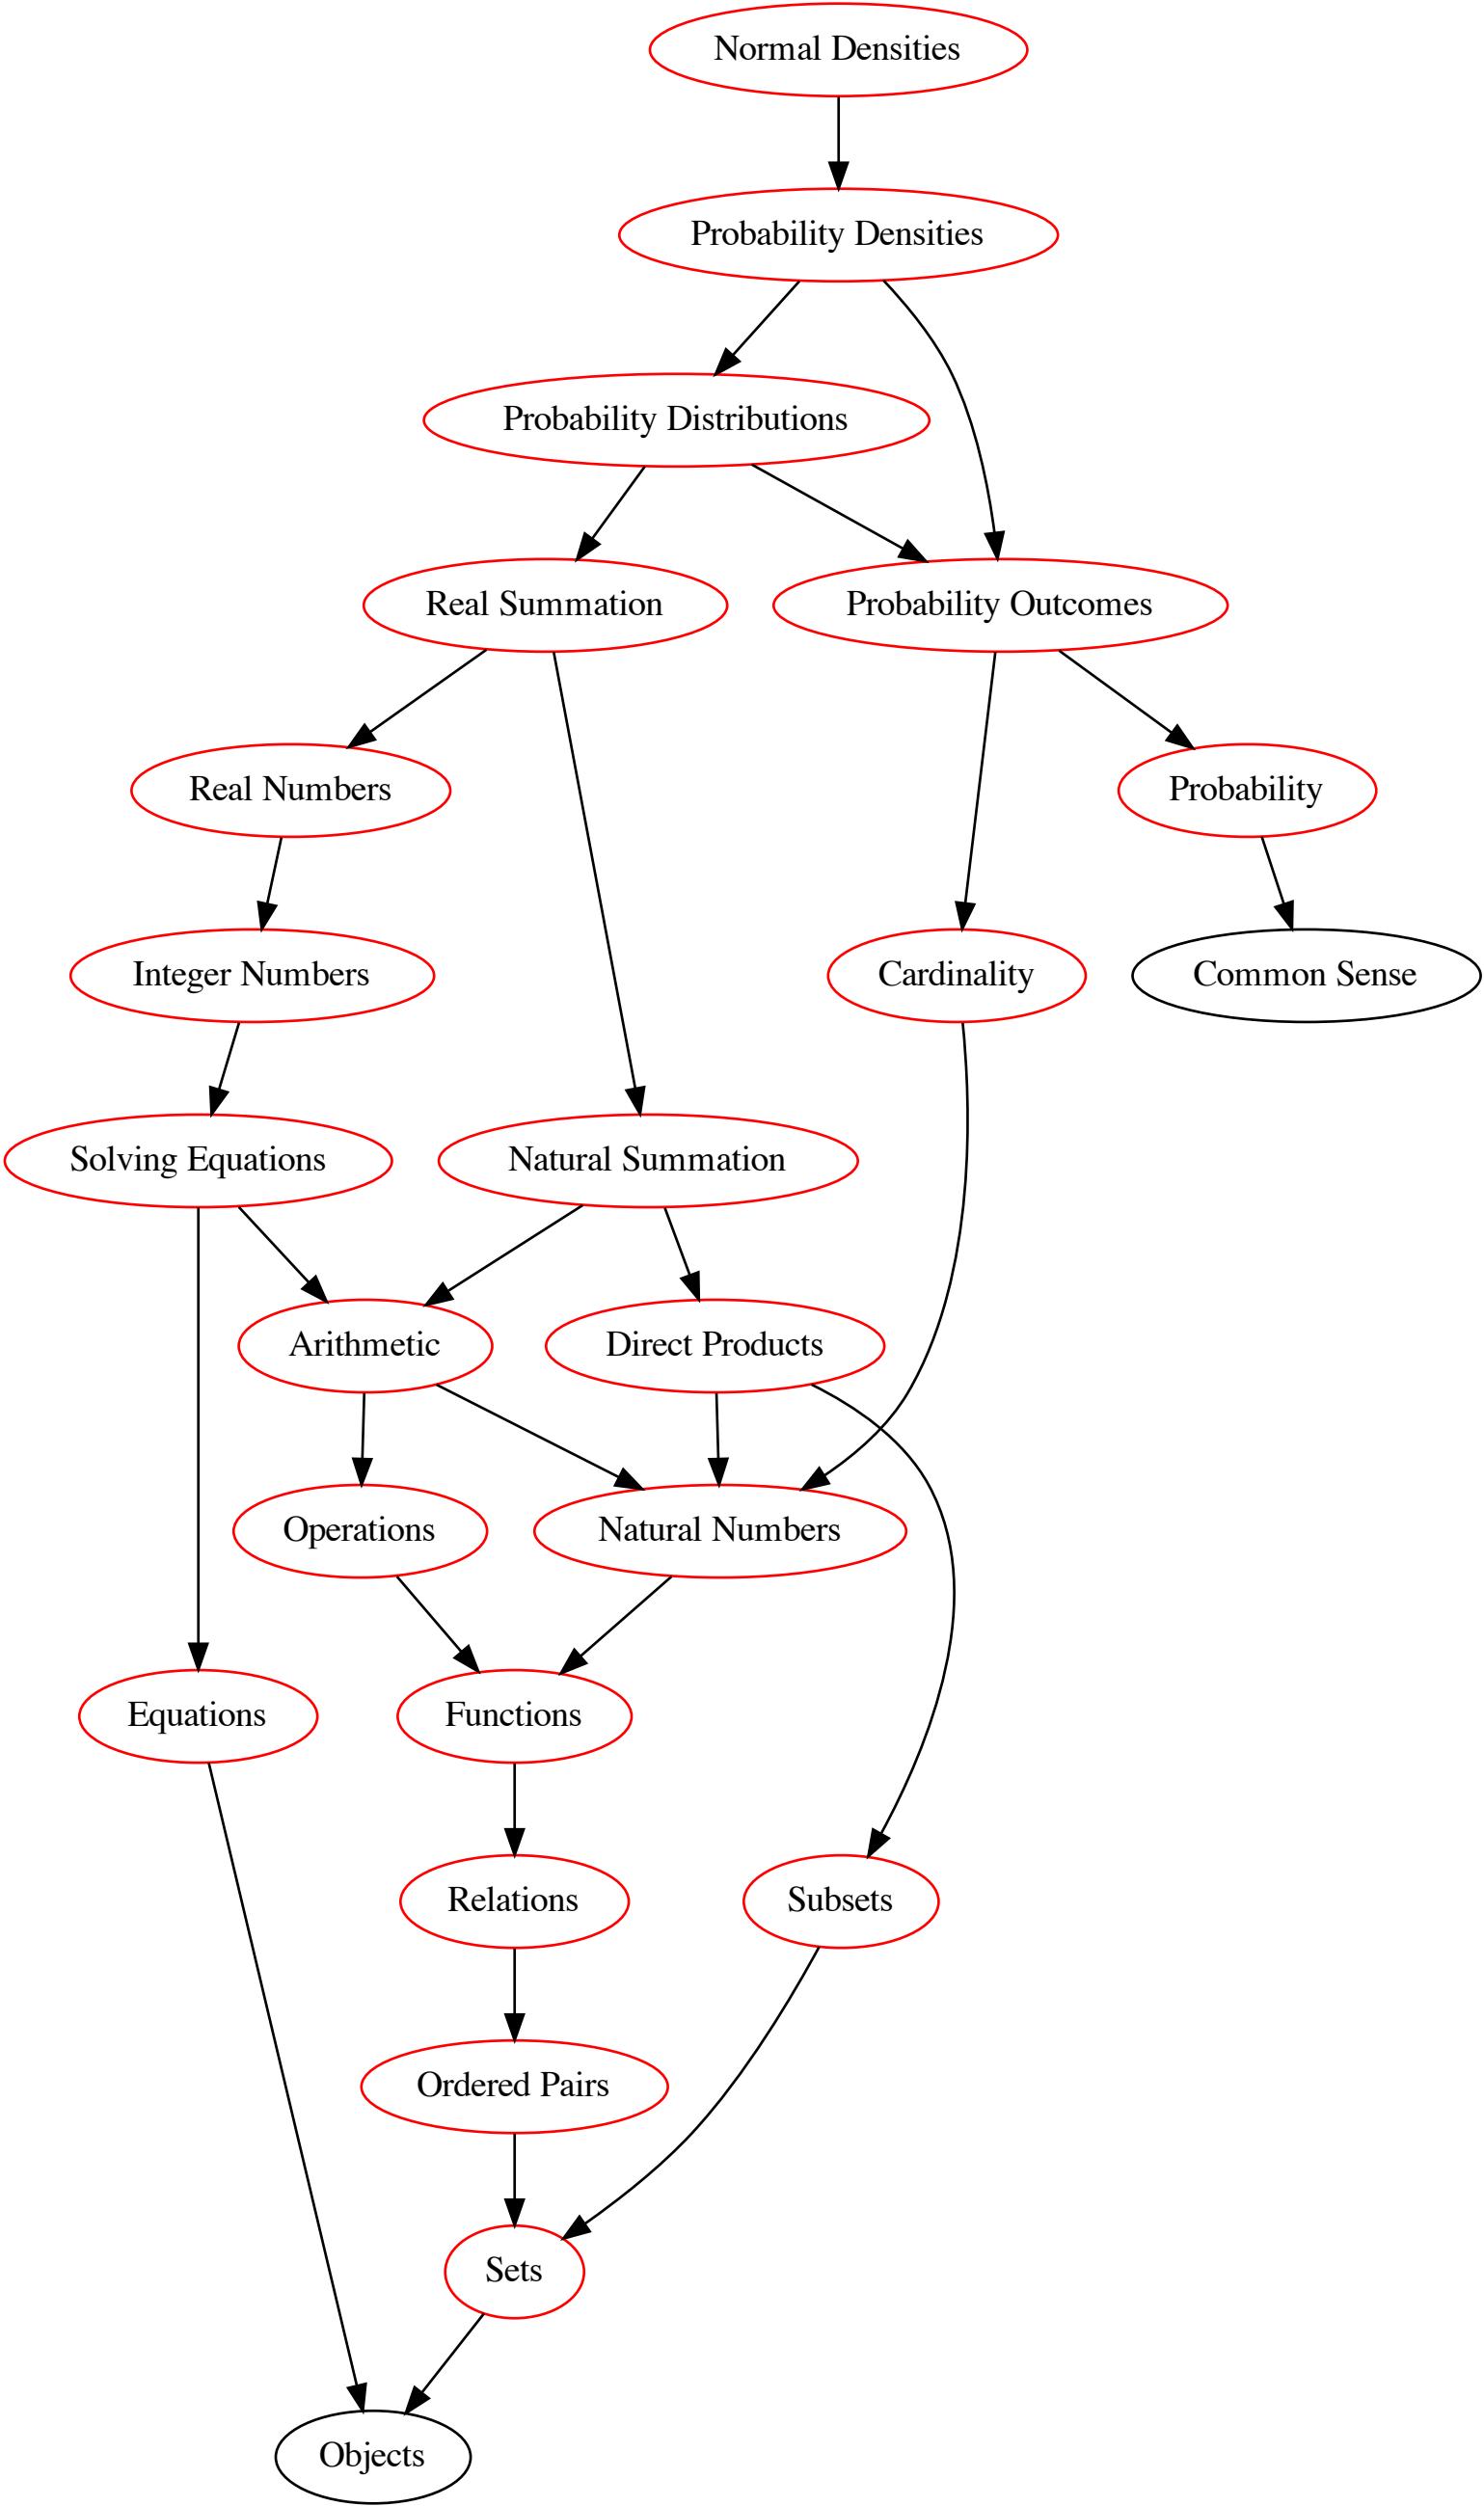 Normal Densities
Probability Densities
Probability Distributions
Real Summation
Probability Outcomes
Real Numbers
Probability
Integer Numbers
Cardinality
Common Sense
Solving Equations
Natural Summation
Arithmetic
Direct Products
Operations
Natural Numbers
Equations
Functions
Relations
Subsets
Ordered Pairs
Sets
Objects